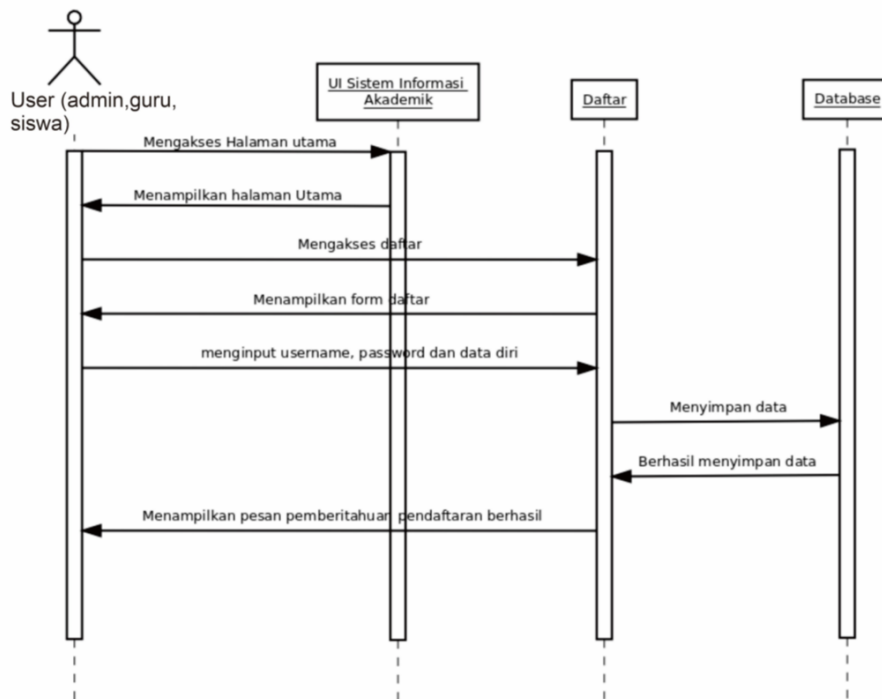 User (admin,guru,
siswa)
UI Sistem Informasi
Akademik
Daftar
Database
Mengakses Halaman utama
Menampilkan halaman Utama
Mengakses daftar
Menampilkan form daftar
menginput username, password dan data diri
Menyimpan data
Berhasil menyimpan data
Menampilkan pesan pemberitahuan pendaftaran berhasil